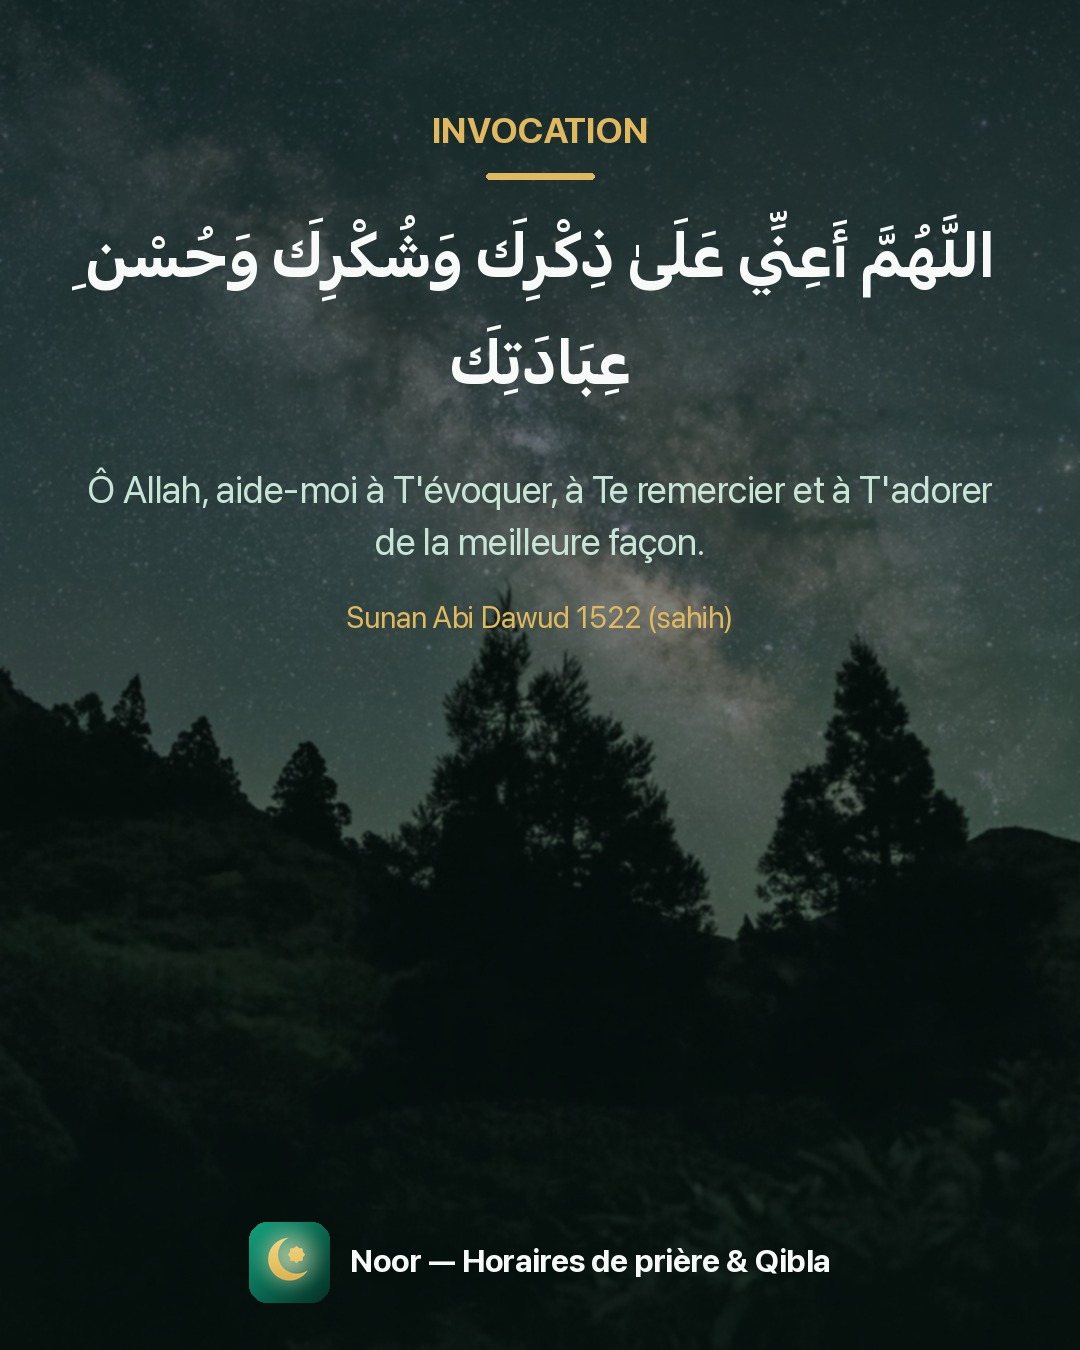 INVOCATION
اللَّهُمَّ أَعِنِّي عَلَىٰ ذِكْرِكَ وَشُكْرِكَ وَحُسْنِ
عِبَادَتِكَ
Ô Allah, aide-moi à T'évoquer, à Te remercier et à T'adorer
de la meilleure façon.
Sunan Abi Dawud 1522 (sahih)
Noor — Horaires de prière & Qibla